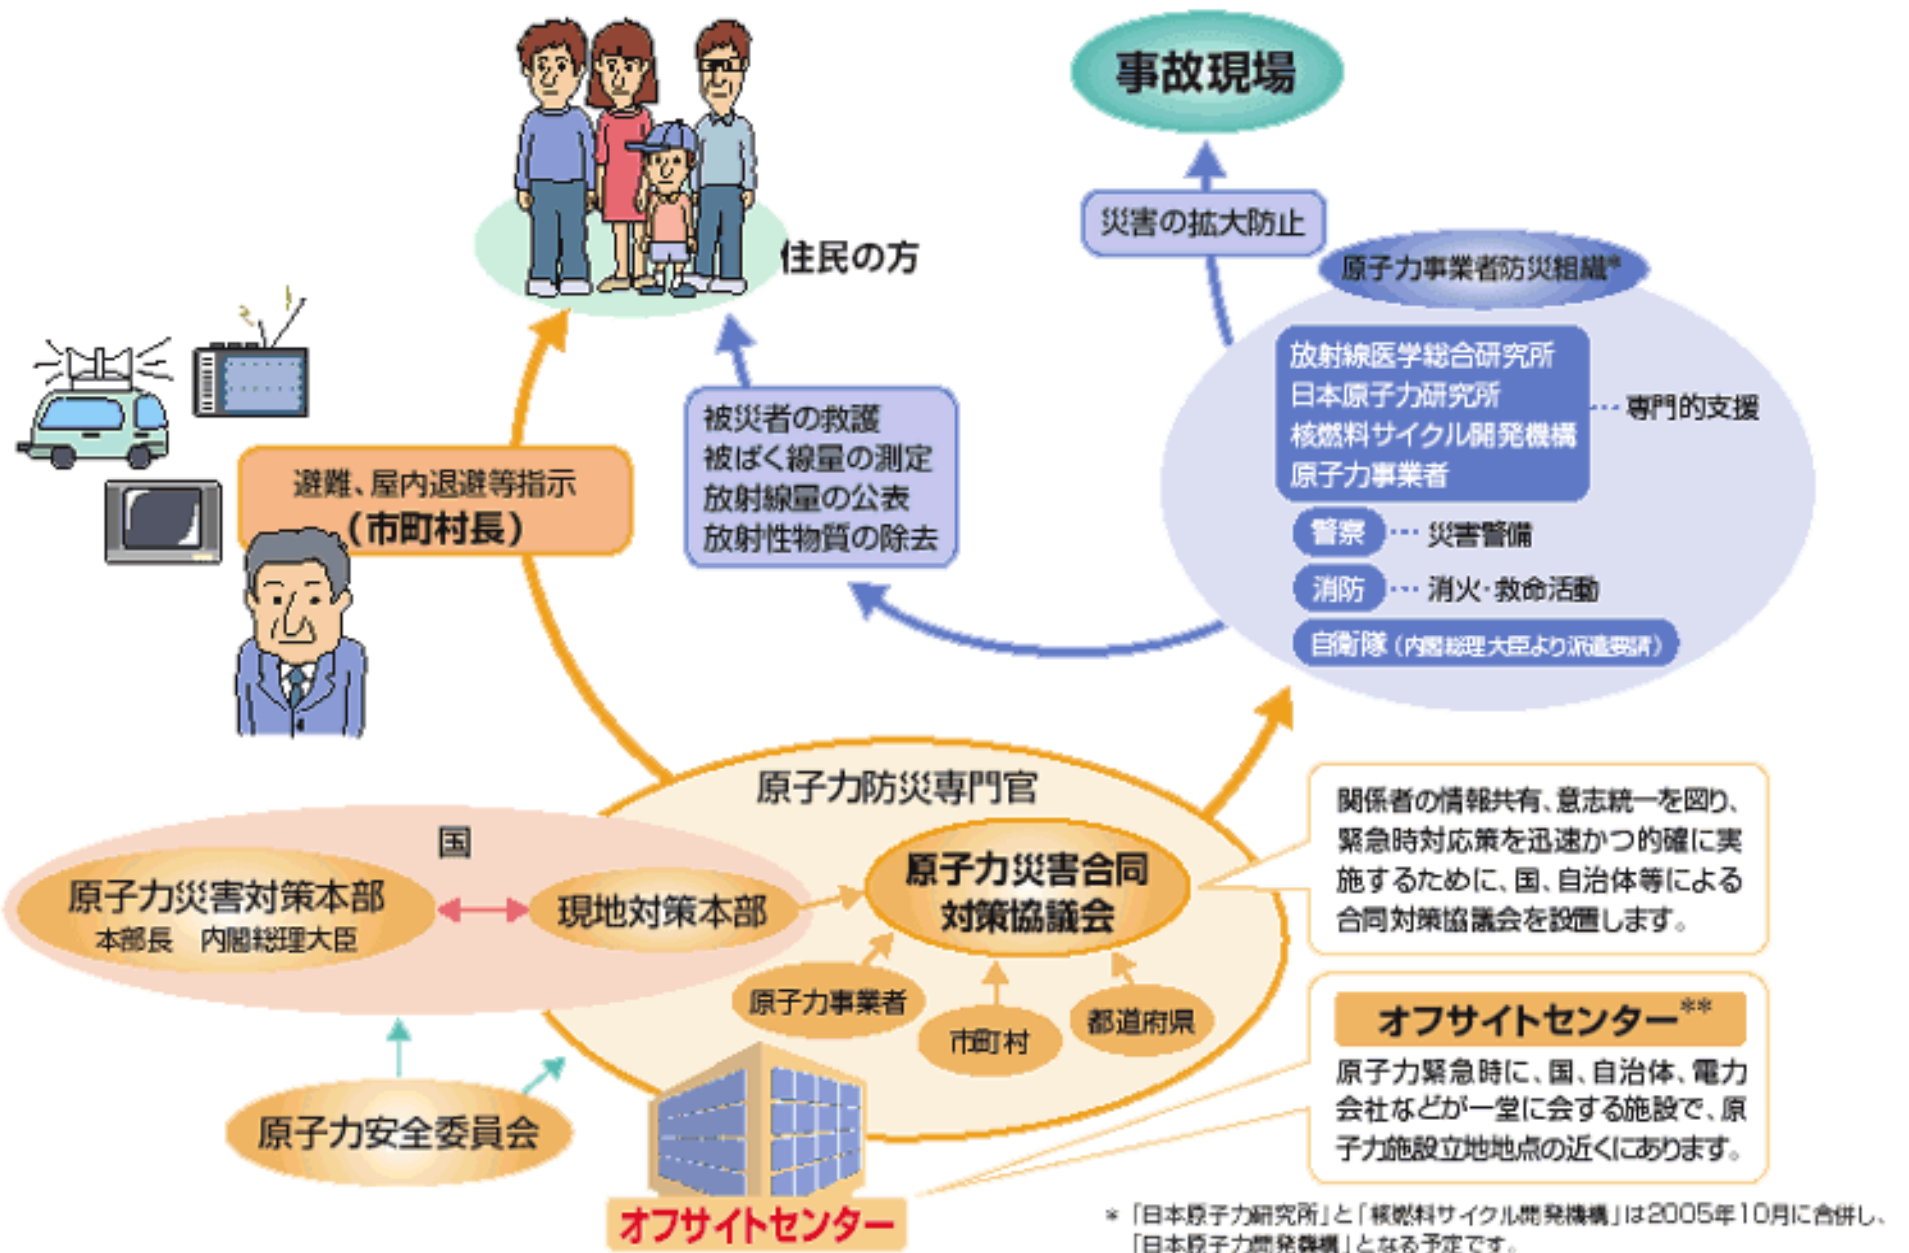 事故現場
災害の拡大防止
住民の方
原子力事業者防災組織*
放射線医学総合研究所
日本原子力研究所
核燃料サイクル開発機構
原子力事業者
専門的支援
警察
災害警備
消防
消火・救命活動
自衛隊(内閣総理大臣より派遣要請)
被災者の救護
被ばく線量の測定
放射線量の公表
放射性物質の除去
避難、屋内退避等指示
(市町村長)
原子力防災専門官
国
原子力災害対策本部
本部長 内閣総理大臣
現地対策本部
原子力災害合同
対策協議会
原子力事業者
市町村
都道府県
原子力安全委員会
オフサイトセンター
関係者の情報共有、意志統一を図り、
緊急時対応策を迅速かつ的確に実
施するために、国、自治体等による
合同対策協議会を設置します。
オフサイトセンター**
原子力緊急時に、国、自治体、電力
会社などが一堂に会する施設で、原
子力施設立地地点の近くにあります。
*「日本原子力研究所」と「核燃料サイクル開発機構」は2005年10月に合併し、
「日本原子力開発機構」となる予定です。